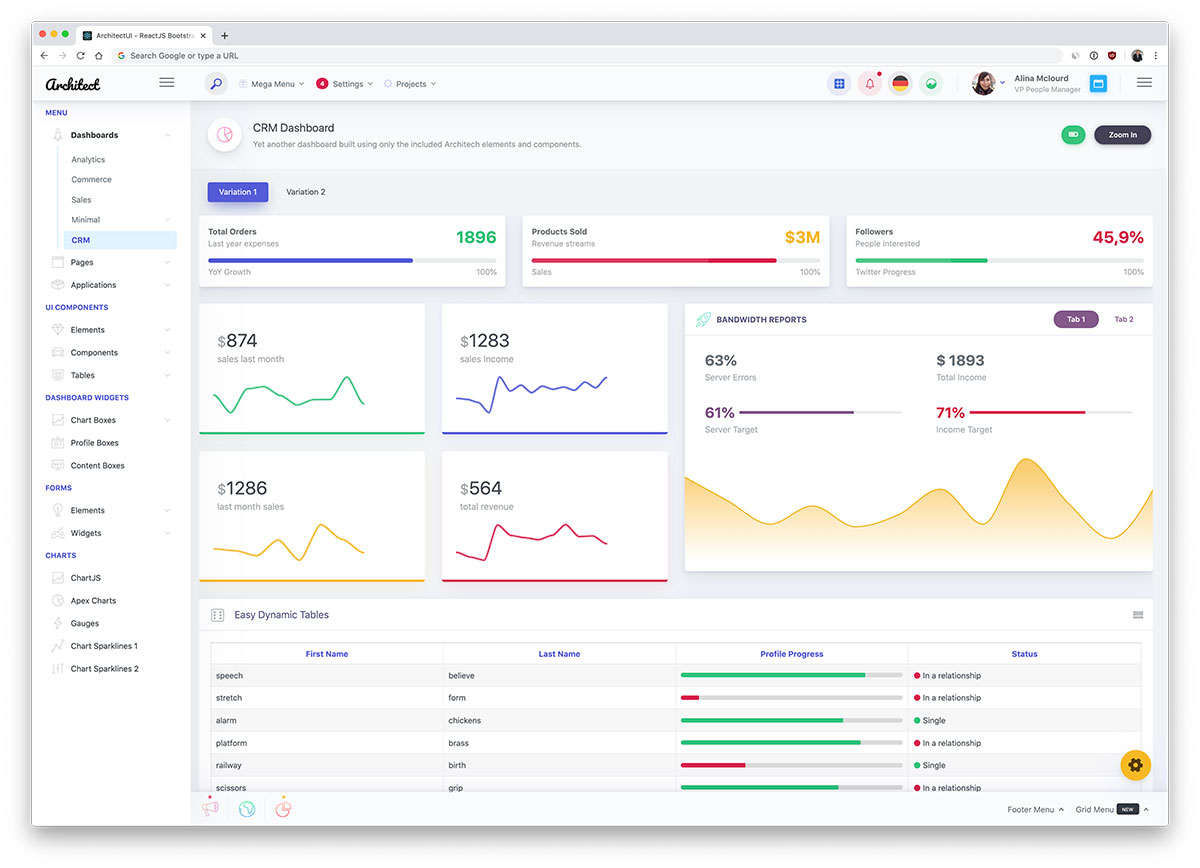 ArchitectUI - ReactJS Bootstra
Search Google or type a URL
Architect
Mega Menu
4
Settings
Projects
Alina Mclourd
VP People Manager
MENU
Dashboards
Analytics
Commerce
Sales
Minimal
CRM
Pages
Applications
UI COMPONENTS
Elements
Components
Tables
DASHBOARD WIDGETS
Chart Boxes
Profile Boxes
Content Boxes
FORMS
Elements
Widgets
CHARTS
ChartJS
Apex Charts
Gauges
Chart Sparklines 1
Chart Sparklines 2
CRM Dashboard
Yet another dashboard built using only the included Architech elements and components.
Zoom In
Variation 1
Variation 2
Total Orders
Last year expenses
1896
YoY Growth
100%
Products Sold
Revenue streams
$3M
Sales
100%
Followers
People Interested
45,9%
Twitter Progress
100%
$874
sales last month
$1283
sales Income
$1286
last month sales
$564
total revenue
BANDWIDTH REPORTS
Tab 1
Tab 2
63%
Server Errors
$ 1893
Total Income
61%
Server Target
71%
Income Target
Easy Dynamic Tables
First Name Last Name Profile Progress Status
speech believe In a relationship
stretch form In a relationship
alarm chickens Single
platform brass In a relationship
railway birth Single
scissors grip In a relationship
Footer Menu
Grid Menu NEW